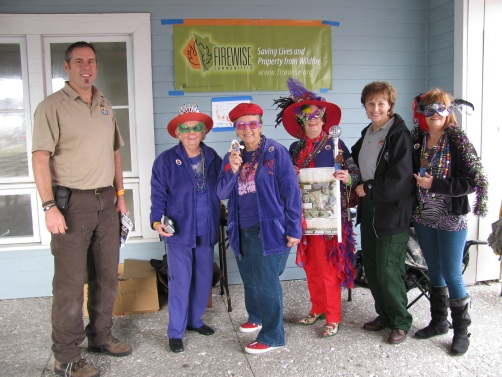 FIREWISE
COMMUNITIES
Saving Lives and
Property from Wildfire
www.firewise.org